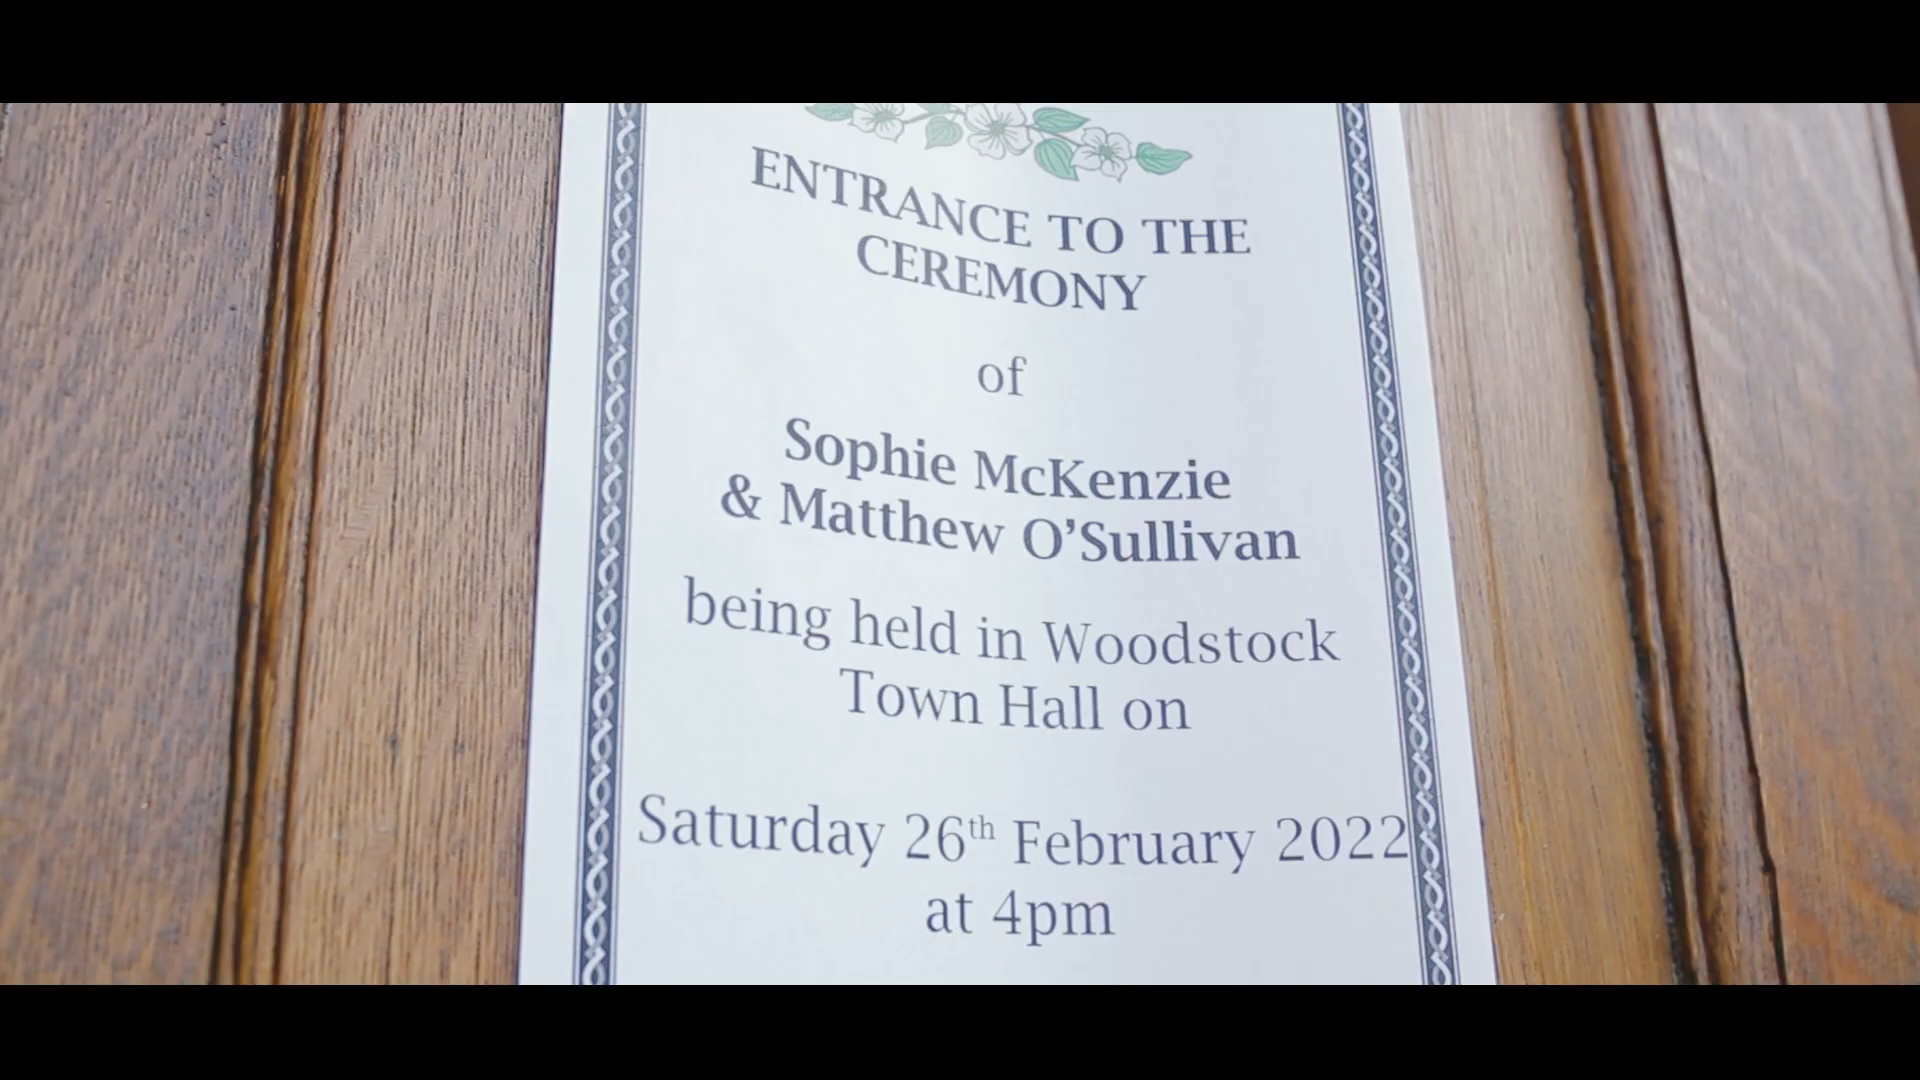 ENTRANCE TO THE
CEREMONY
of
Sophie McKenzie
& Matthew O’Sullivan
being held in Woodstock
Town Hall on
Saturday 26th February 2022
at 4pm